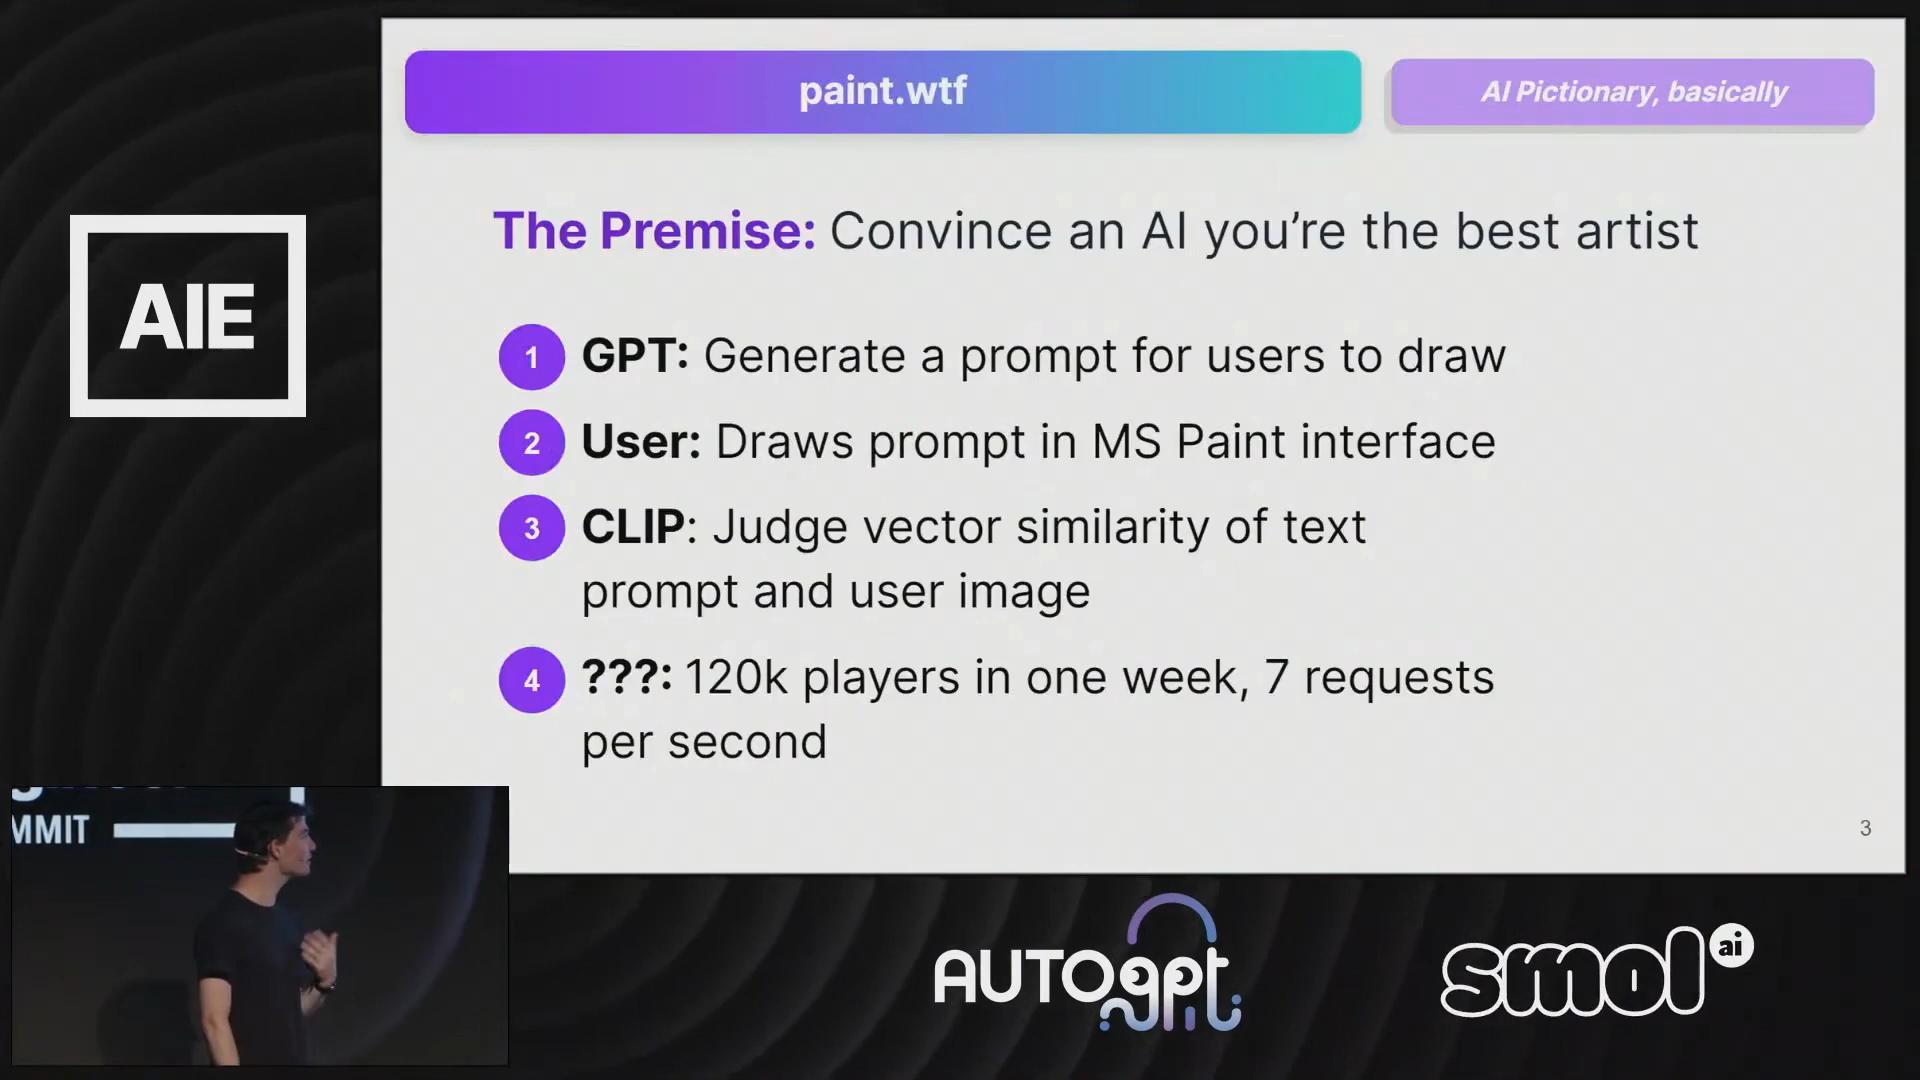 paint.wtf
AI Pictionary, basically
AIE
The Premise: Convince an AI you’re the best artist
1 GPT: Generate a prompt for users to draw
2 User: Draws prompt in MS Paint interface
3 CLIP: Judge vector similarity of text
prompt and user image
4 ???: 120k players in one week, 7 requests
per second
3
MMIT
AUTOgpt
smol ai